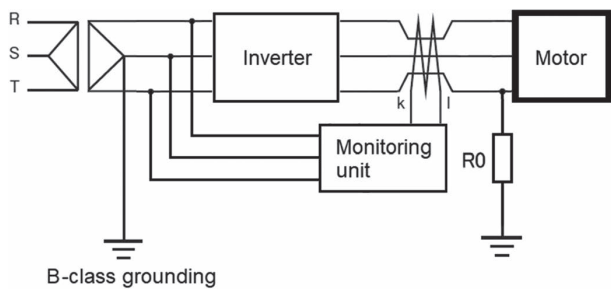 R
S
T
Inverter
Motor
k
l
Monitoring
unit
R0
B-class grounding